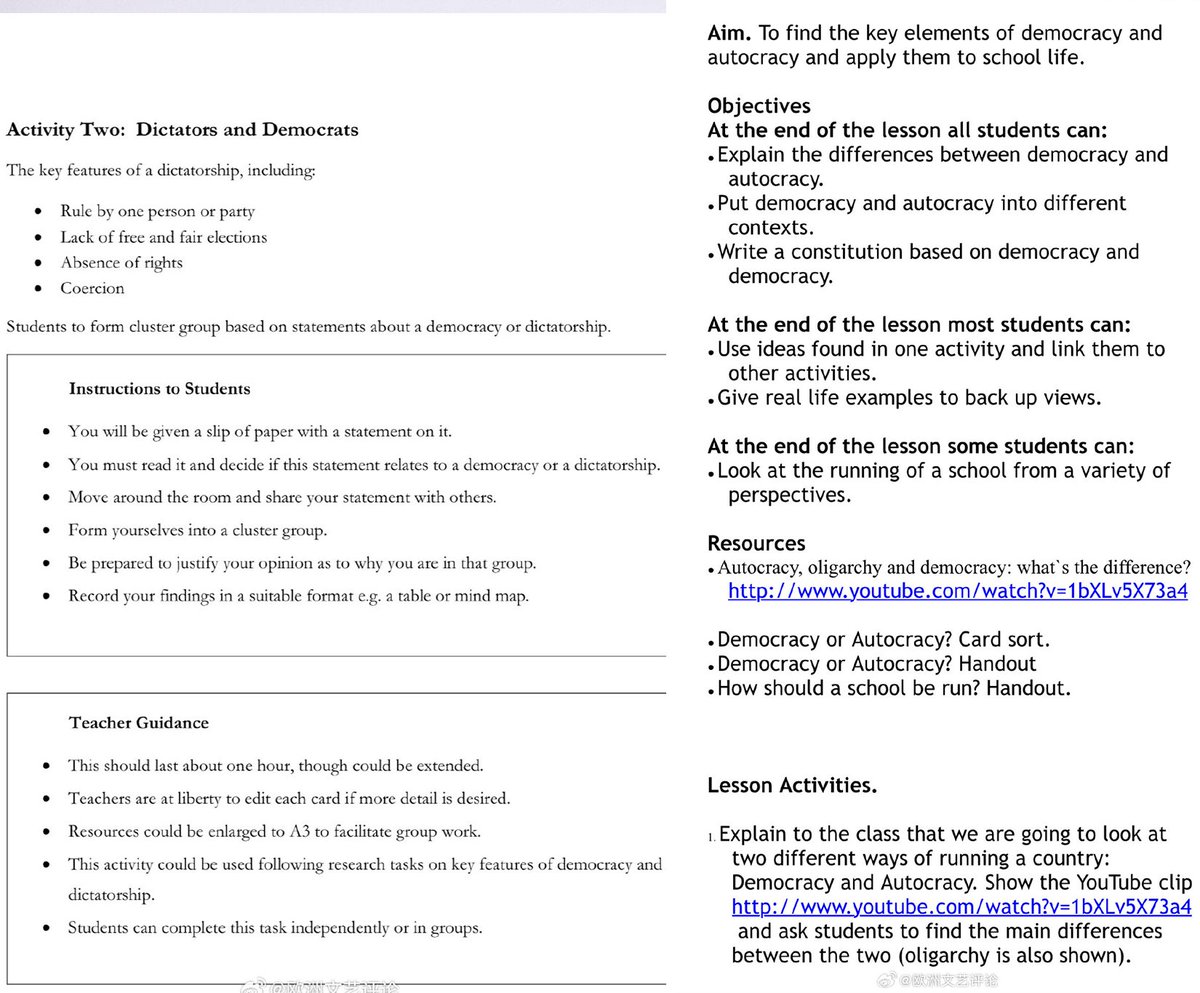 Activity Two: Dictators and Democrats
The key features of a dictatorship, including:
• Rule by one person or party
• Lack of free and fair elections
• Absence of rights
• Coercion
Students to form cluster group based on statements about a democracy or dictatorship.
Instructions to Students
• You will be given a slip of paper with a statement on it.
• You must read it and decide if this statement relates to a democracy or a dictatorship.
• Move around the room and share your statement with others.
• Form yourselves into a cluster group.
• Be prepared to justify your opinion as to why you are in that group.
• Record your findings in a suitable format e.g. a table or mind map.
Teacher Guidance
• This should last about one hour, though could be extended.
• Teachers are at liberty to edit each card if more detail is desired.
• Resources could be enlarged to A3 to facilitate group work.
• This activity could be used following research tasks on key features of democracy and
dictatorship.
• Students can complete this task independently or in groups.
@欧洲文艺评论
Aim. To find the key elements of democracy and
autocracy and apply them to school life.
Objectives
At the end of the lesson all students can:
• Explain the differences between democracy and
autocracy.
• Put democracy and autocracy into different
contexts.
• Write a constitution based on democracy and
democracy.
At the end of the lesson most students can:
• Use ideas found in one activity and link them to
other activities.
• Give real life examples to back up views.
At the end of the lesson some students can:
• Look at the running of a school from a variety of
perspectives.
Resources
• Autocracy, oligarchy and democracy: what`s the difference?
http://www.youtube.com/watch?v=1bXLv5X73a4
• Democracy or Autocracy? Card sort.
• Democracy or Autocracy? Handout
• How should a school be run? Handout.
Lesson Activities.
1. Explain to the class that we are going to look at
two different ways of running a country:
Democracy and Autocracy. Show the YouTube clip
http://www.youtube.com/watch?v=1bXLv5X73a4
and ask students to find the main differences
between the two (oligarchy is also shown).
@欧洲文艺评论